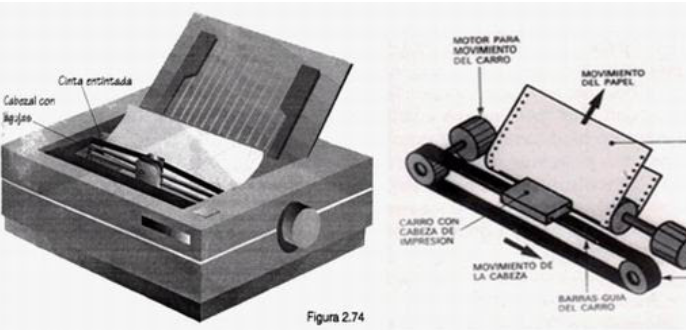 Cinta entintada
Cabezal con
agujas
Figura 2.74
MOTOR PARA
MOVIMIENTO
DEL CARRO
MOVIMIENTO
DEL PAPEL
CARRO CON
CABEZA DE
IMPRESION
MOVIMIENTO DE
LA CABEZA
BARRAS-GUIA
DEL CARRO